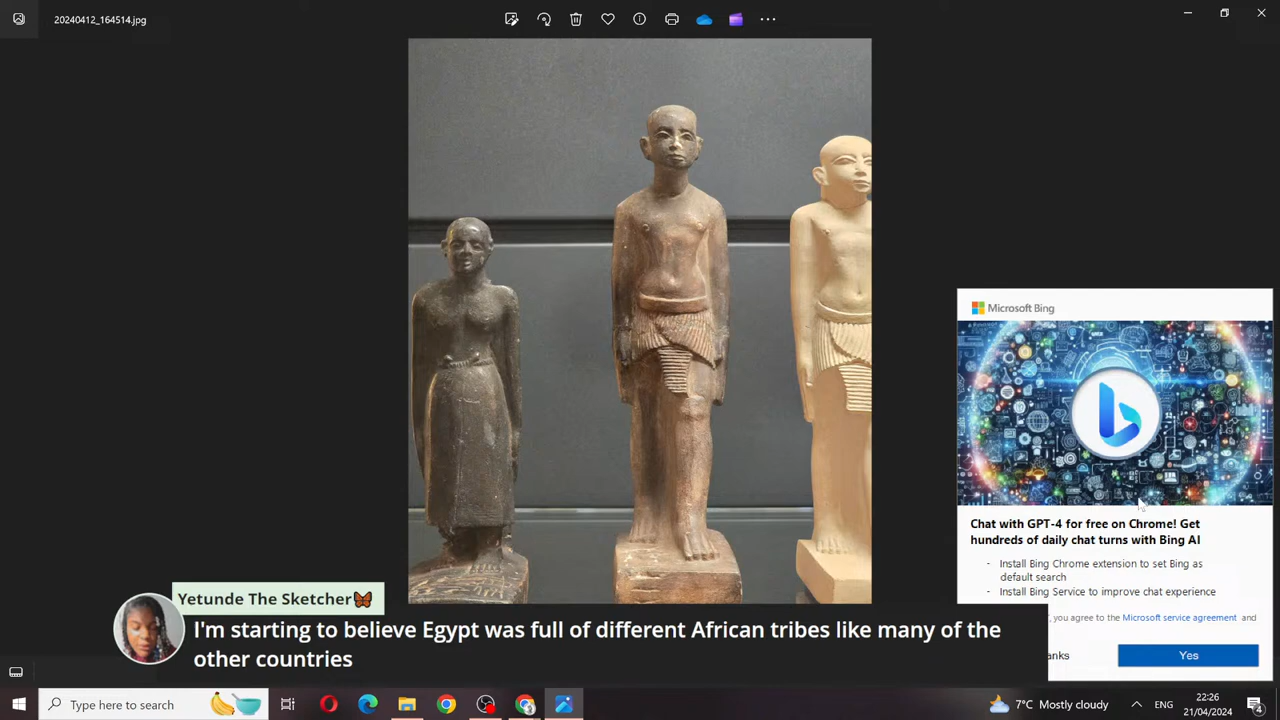 20240412_164514.jpg
Microsoft Bing
Chat with GPT-4 for free on Chrome! Get
hundreds of daily chat turns with Bing AI
- Install Bing Chrome extension to set Bing as
default search
- Install Bing Service to improve chat experience
, you agree to the Microsoft service agreement and
Yes
Yetunde The Sketcher🦋
I'm starting to believe Egypt was full of different African tribes like many of the
other countries
Type here to search
7°C Mostly cloudy
ENG
22:26
21/04/2024
4